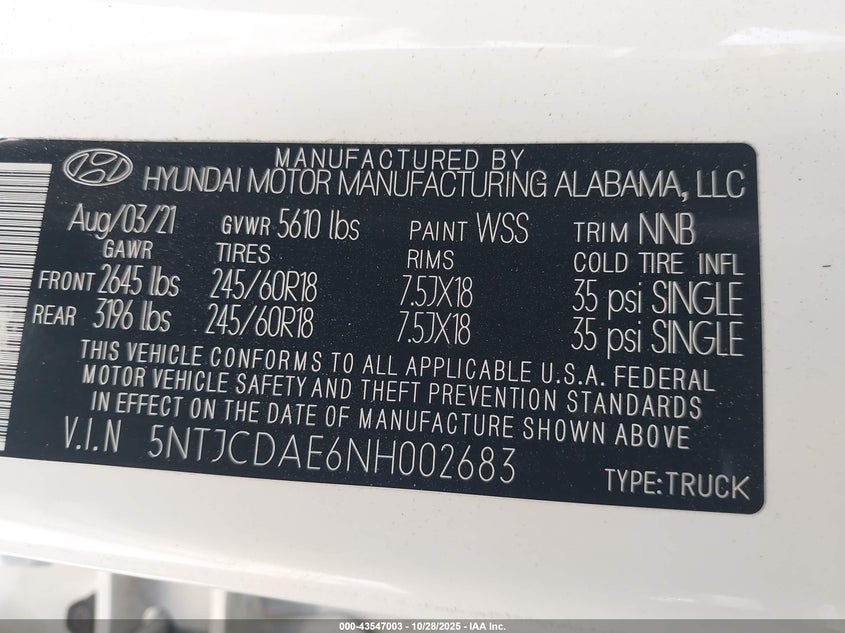 MANUFACTURED BY
HYUNDAI MOTOR MANUFACTURING ALABAMA, LLC
Aug/03/21 GVWR 5610 lbs PAINT WSS TRIM NNB
GAWR TIRES RIMS COLD TIRE INFL
FRONT 2645 lbs 245/60R18 7.5JX18 35 psi SINGLE
REAR 3196 lbs 245/60R18 7.5JX18 35 psi SINGLE
THIS VEHICLE CONFORMS TO ALL APPLICABLE U.S.A. FEDERAL
MOTOR VEHICLE SAFETY AND THEFT PREVENTION STANDARDS
IN EFFECT ON THE DATE OF MANUFACTURE SHOWN ABOVE
V.I.N 5NTJCDAE6NH002683
TYPE:TRUCK
000-43547003 - 10/28/2025 - IAA Inc.